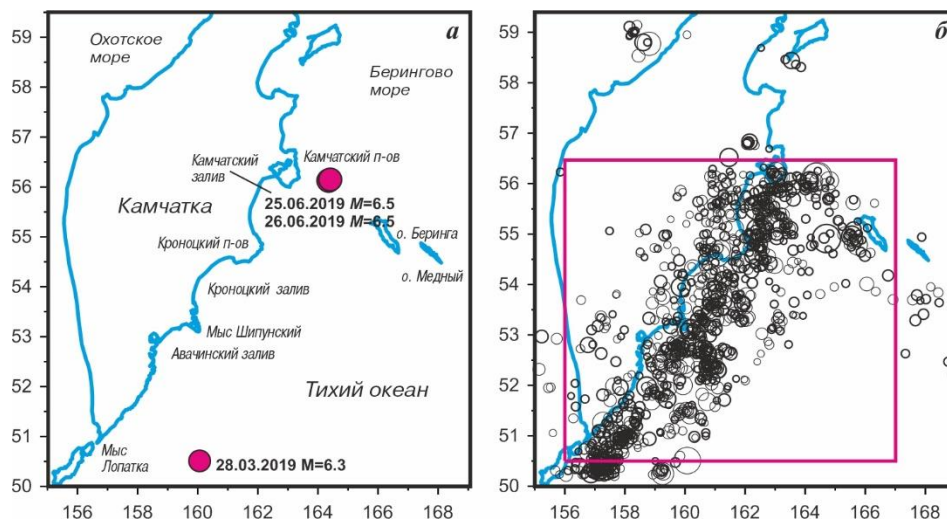 а
59
58
57
56
55
54
53
52
51
50
156
158
160
162
164
166
168
Охотское
море
Берингово
море
Камчатский
залив
Камчатский п-ов
25.06.2019 M=6.5
26.06.2019 M=6.5
Камчатка
о. Беринга
Кроноцкий п-ов
о. Медный
Кроноцкий залив
Мыс Шипунский
Авачинский залив
Тихий океан
Мыс
Лопатка
28.03.2019 M=6.3
б
59
58
57
56
55
54
53
52
51
50
156
158
160
162
164
166
168